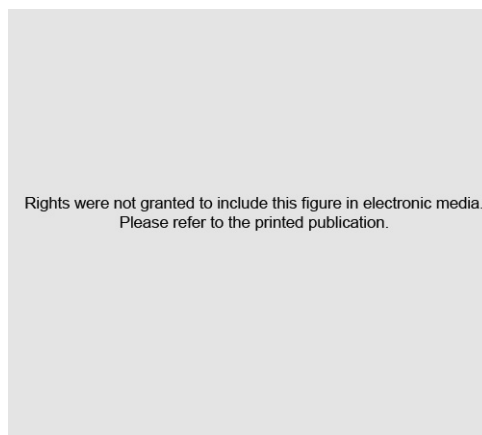 Rights were not granted to include this figure in electronic media.
Please refer to the printed publication.